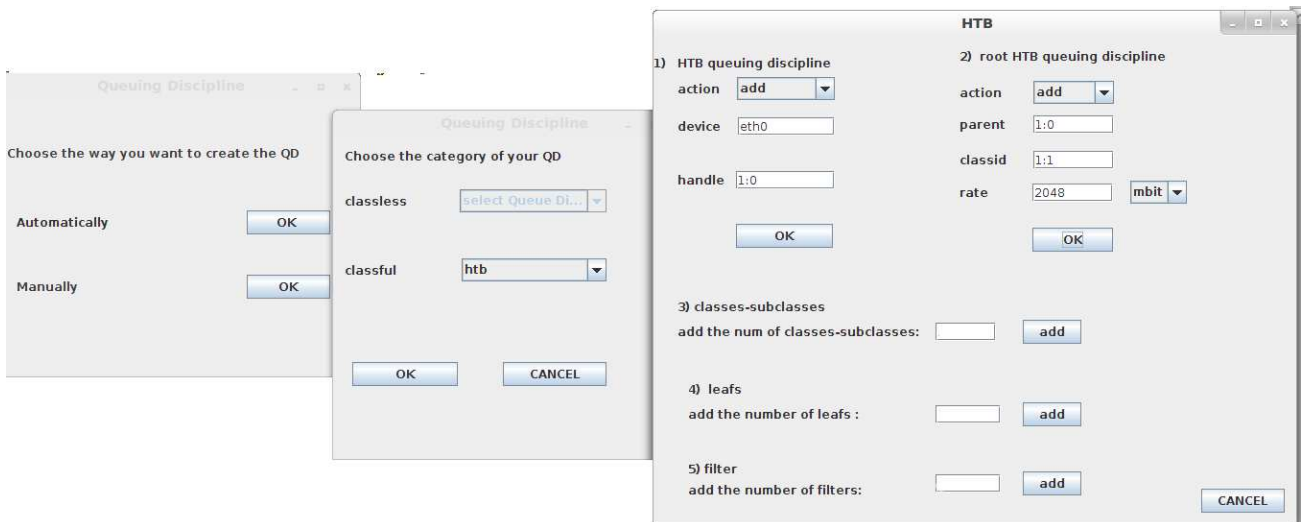 Queuing Discipline
Choose the way you want to create the QD
Automatically OK
Manually OK
Queuing Discipline
Choose the category of your QD
classless select Queue Di...
classful htb
OK CANCEL
HTB
1) HTB queuing discipline
action add
device eth0
handle 1:0
OK
2) root HTB queuing discipline
action add
parent 1:0
classid 1:1
rate 2048 mbit
OK
3) classes-subclasses
add the num of classes-subclasses: add
4) leafs
add the number of leafs : add
5) filter
add the number of filters: add
CANCEL